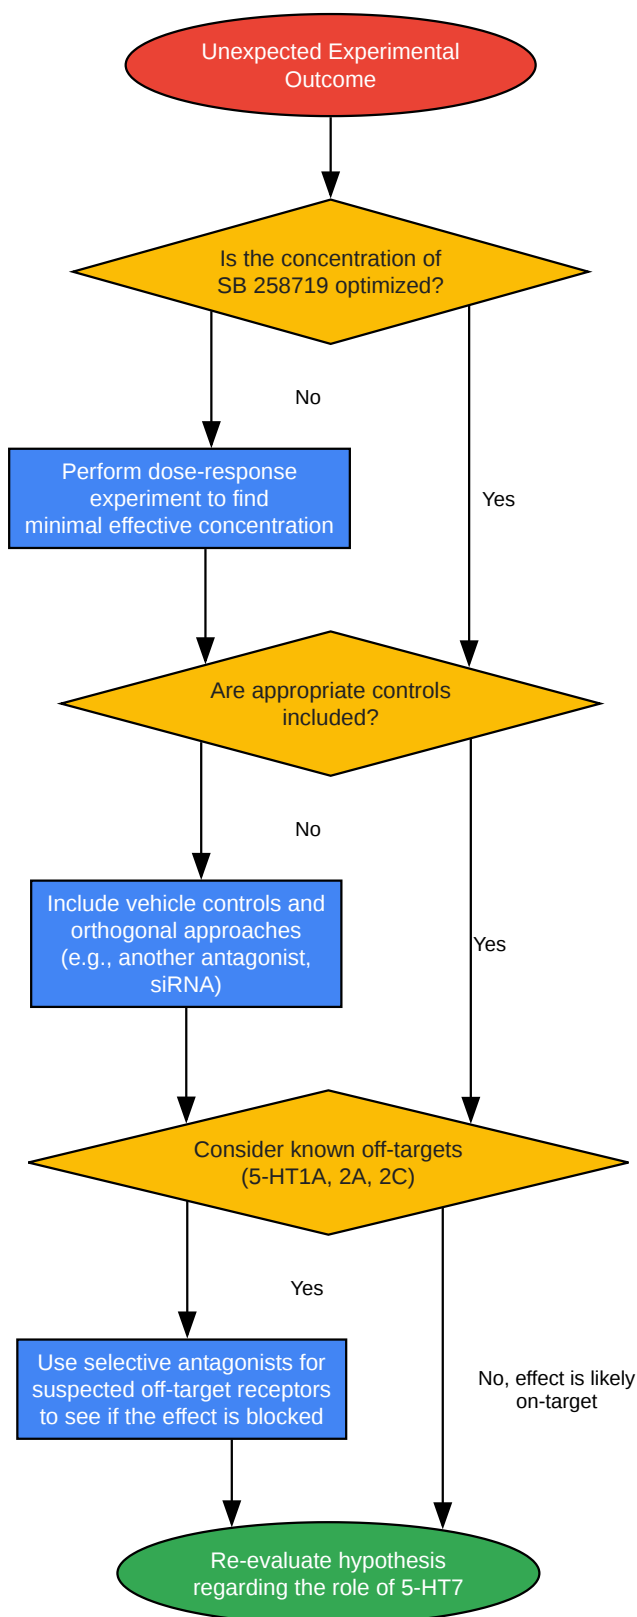 Unexpected Experimental
Outcome
Is the concentration of
SB 258719 optimized?
No
Perform dose-response
experiment to find
minimal effective concentration
Yes
Are appropriate controls
included?
No
Include vehicle controls and
orthogonal approaches
(e.g., another antagonist,
siRNA)
Yes
Consider known off-targets
(5-HT1A, 2A, 2C)
Yes
Use selective antagonists for
suspected off-target receptors
to see if the effect is blocked
No, effect is likely
on-target
Re-evaluate hypothesis
regarding the role of 5-HT7